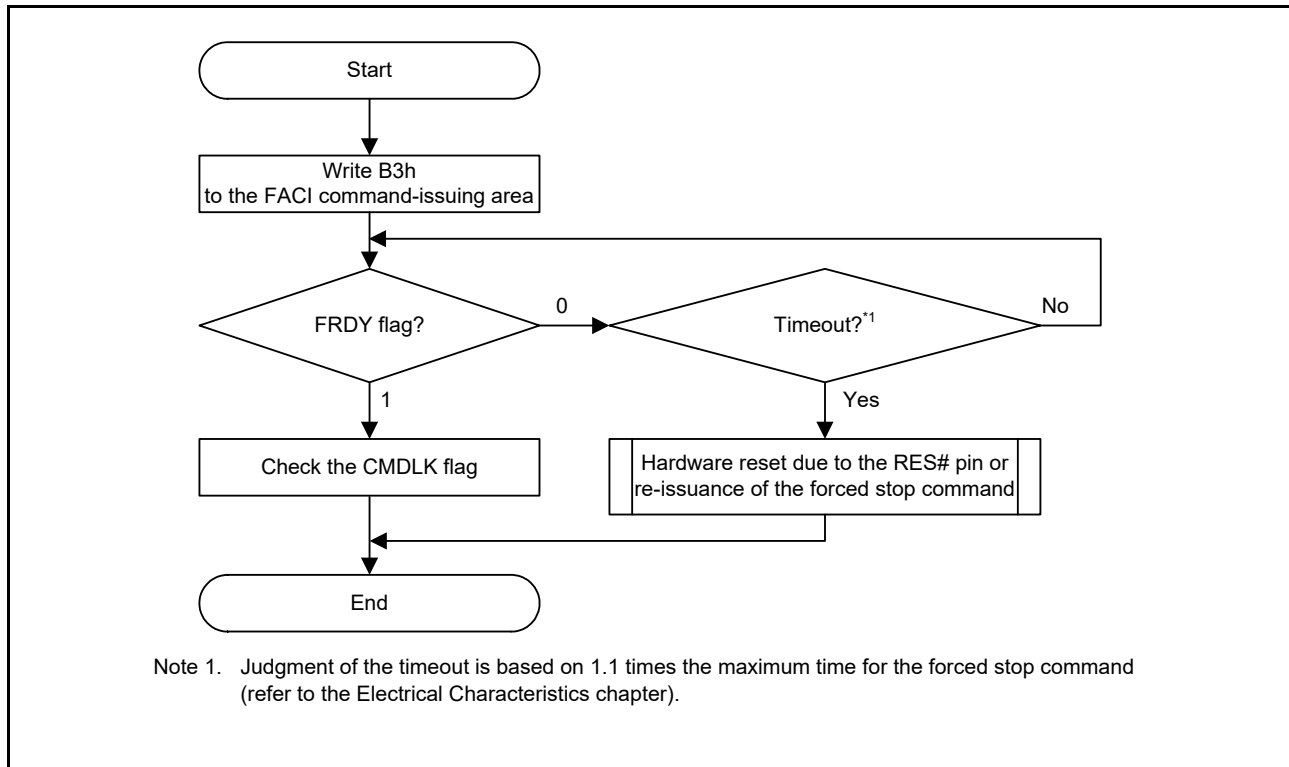 Start
Write B3h
to the FACI command-issuing area
FRDY flag?
0
Timeout?*1
No
1
Yes
Check the CMDLK flag
Hardware reset due to the RES# pin or
re-issuance of the forced stop command
End
Note 1. Judgment of the timeout is based on 1.1 times the maximum time for the forced stop command
(refer to the Electrical Characteristics chapter).